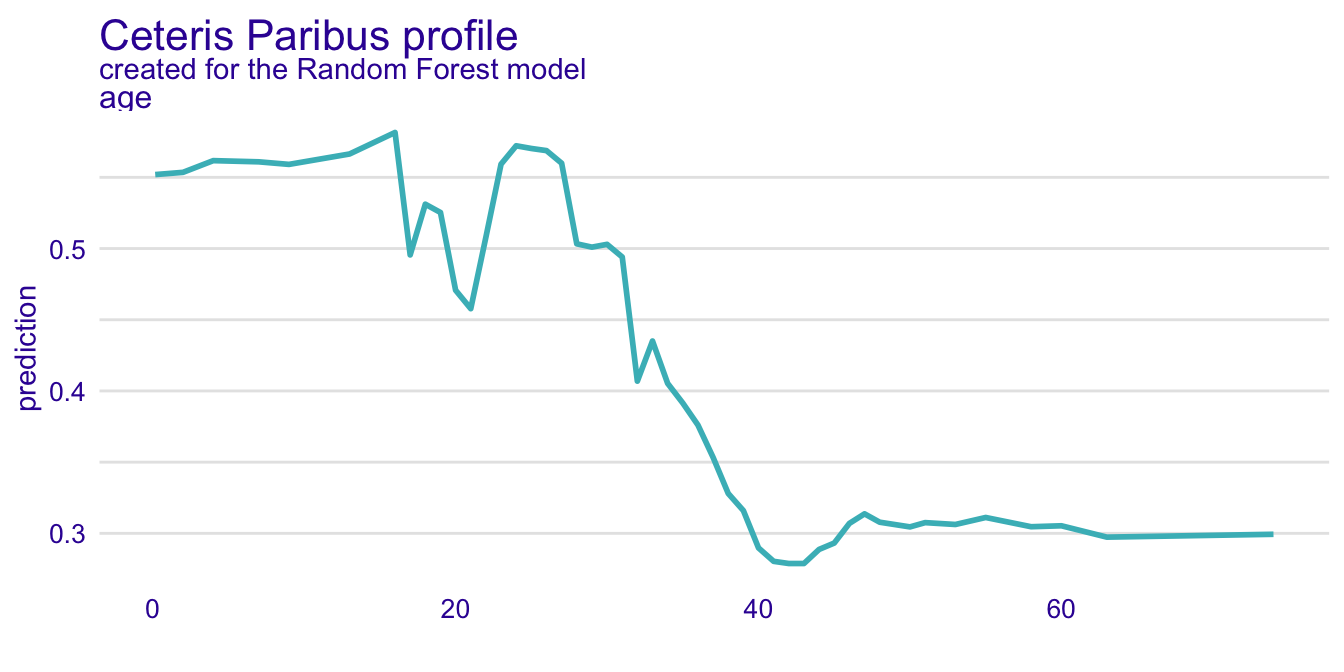 Ceteris Paribus profile
created for the Random Forest model
age
prediction
0.5
0.4
0.3
0 20 40 60